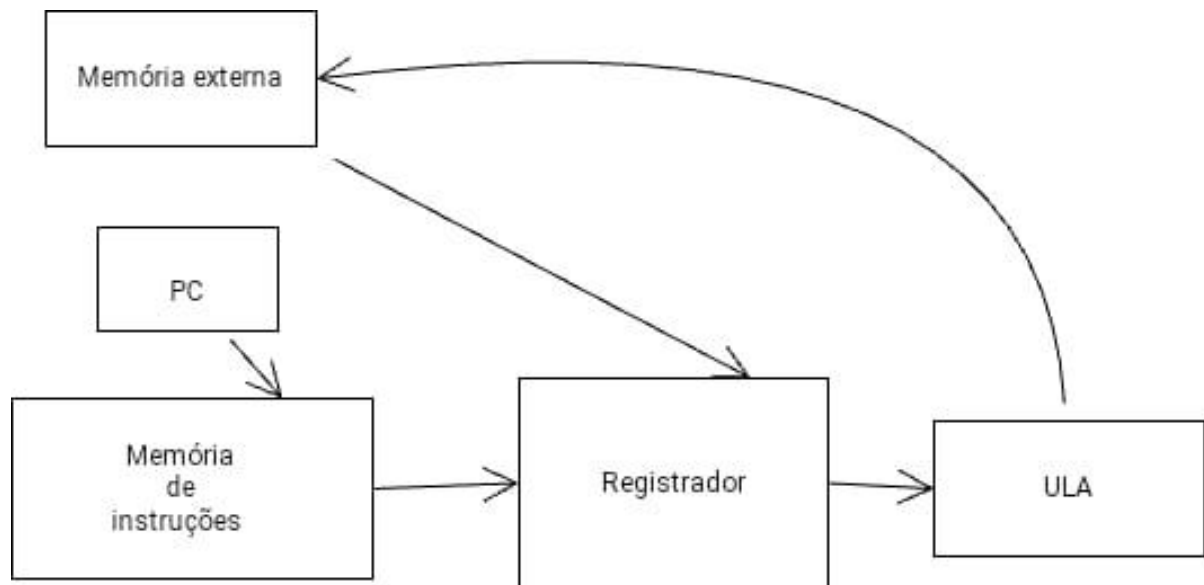 Memória externa
PC
Memória
de
instruções
Registrador
ULA